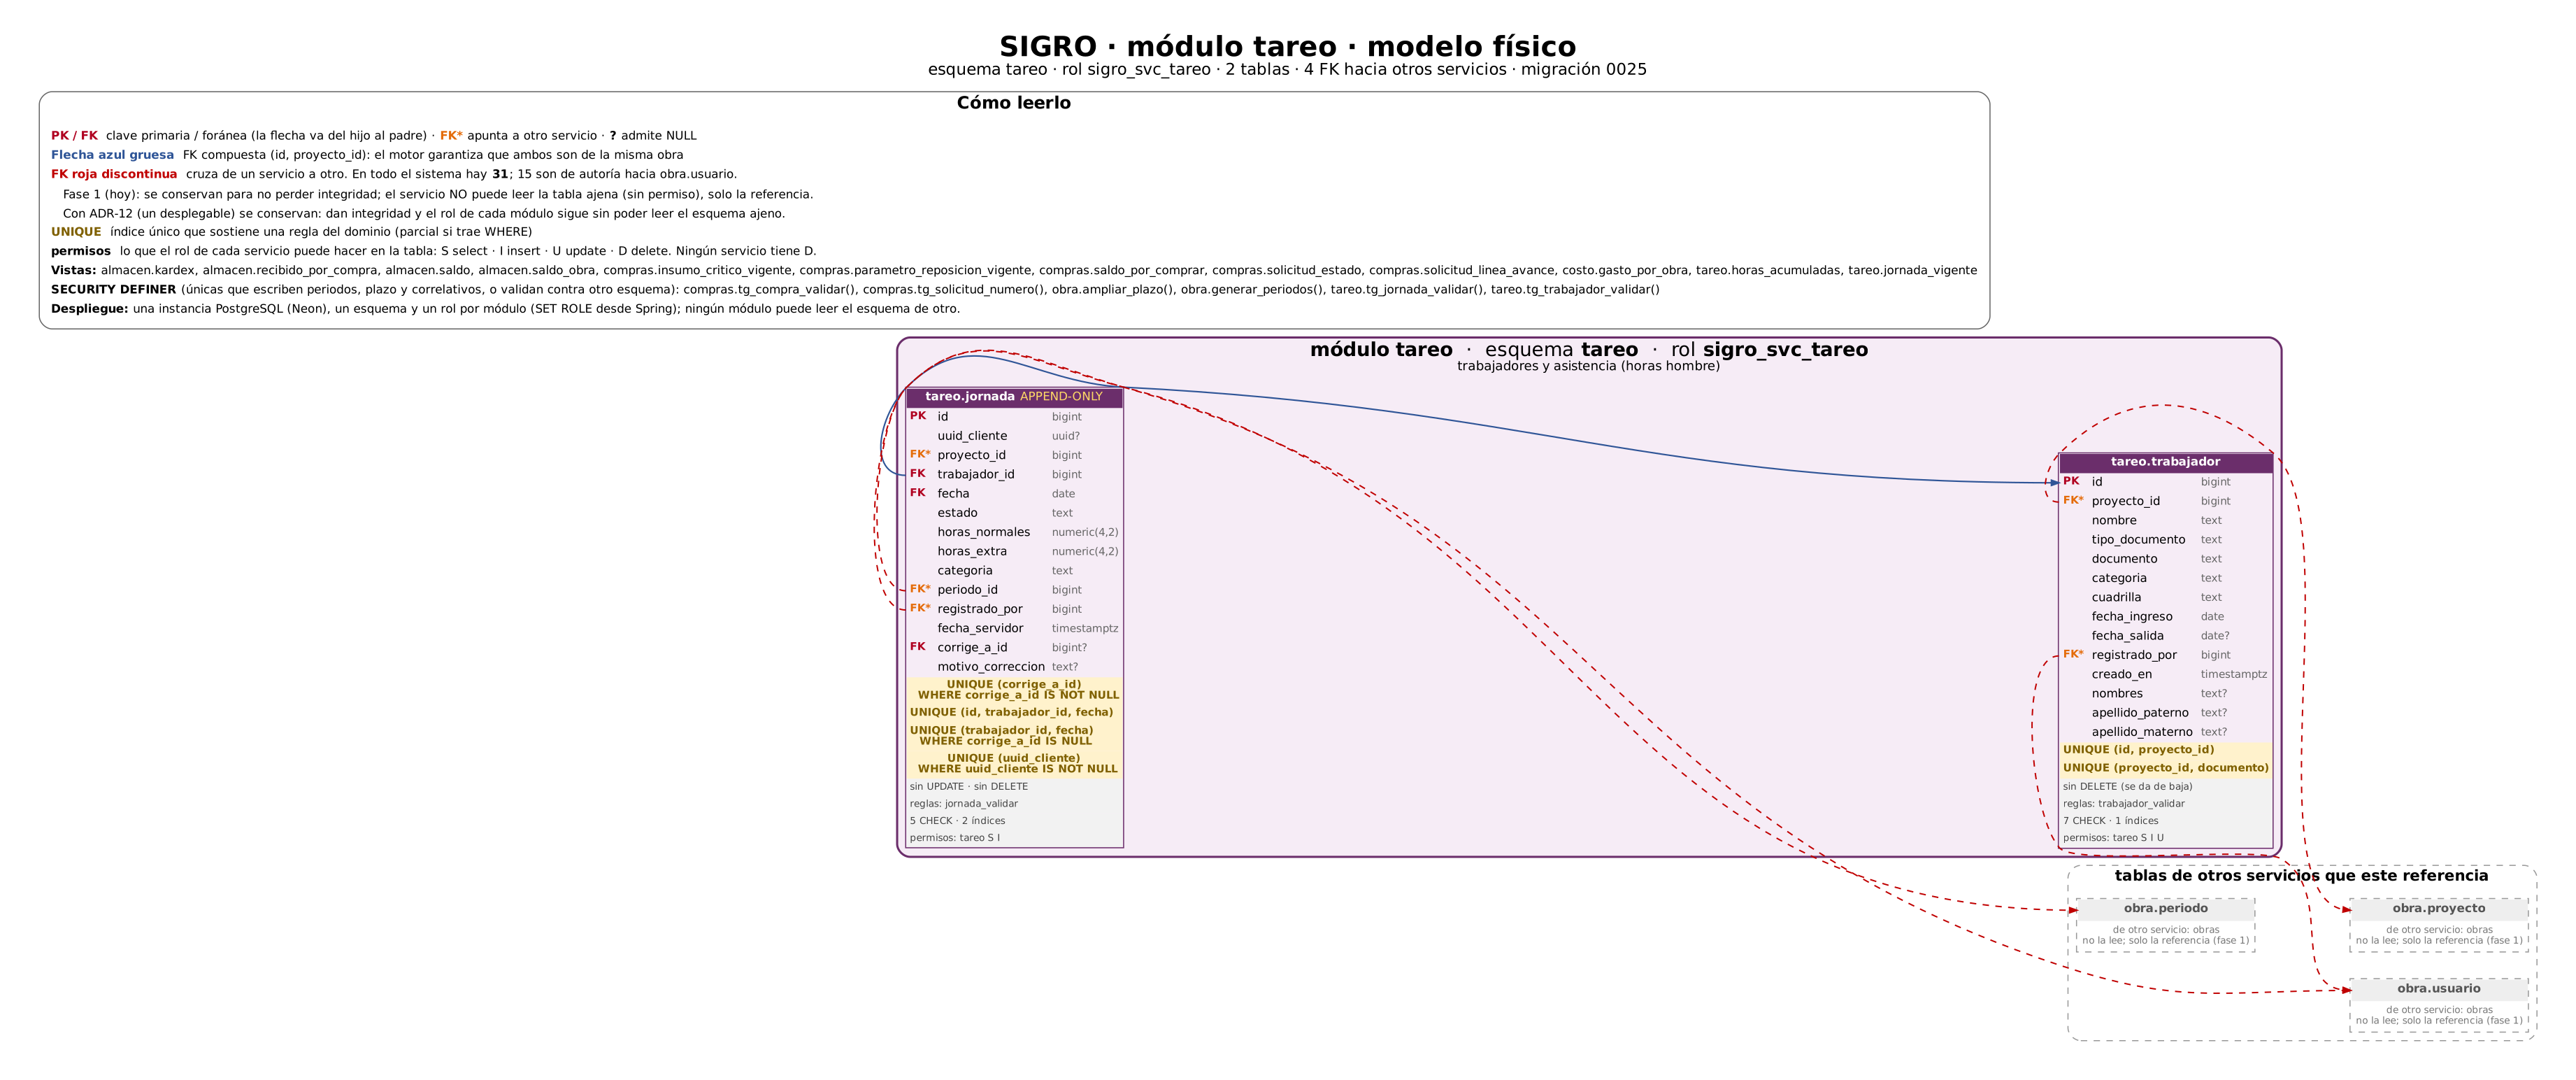 SIGRO · módulo tareo · modelo físico
esquema tareo · rol sigro_svc_tareo · 2 tablas · 4 FK hacia otros servicios · migración 0025
Cómo leerlo
PK / FK clave primaria / foránea (la flecha va del hijo al padre) · FK* apunta a otro servicio · ? admite NULL
Flecha azul gruesa FK compuesta (id, proyecto_id): el motor garantiza que ambos son de la misma obra
FK roja discontinua cruza de un servicio a otro. En todo el sistema hay 31; 15 son de autoría hacia obra.usuario.
Fase 1 (hoy): se conservan para no perder integridad; el servicio NO puede leer la tabla ajena (sin permiso), solo la referencia.
Con ADR-12 (un desplegable) se conservan: dan integridad y el rol de cada módulo sigue sin poder leer el esquema ajeno.
UNIQUE índice único que sostiene una regla del dominio (parcial si trae WHERE)
permisos lo que el rol de cada servicio puede hacer en la tabla: S select · I insert · U update · D delete. Ningún servicio tiene D.
Vistas: almacen.kardex, almacen.recibido_por_compra, almacen.saldo, almacen.saldo_obra, compras.insumo_critico_vigente, compras.parametro_reposicion_vigente, compras.saldo_por_comprar, compras.solicitud_estado, compras.solicitud_linea_avance, costo.gasto_por_obra, tareo.horas_acumuladas, tareo.jornada_vigente
SECURITY DEFINER (únicas que escriben periodos, plazo y correlativos, o validan contra otro esquema): compras.tg_compra_validar(), compras.tg_solicitud_numero(), obra.ampliar_plazo(), obra.generar_periodos(), tareo.tg_jornada_validar(), tareo.tg_trabajador_validar()
Despliegue: una instancia PostgreSQL (Neon), un esquema y un rol por módulo (SET ROLE desde Spring); ningún módulo puede leer el esquema de otro.
módulo tareo · esquema tareo · rol sigro_svc_tareo
trabajadores y asistencia (horas hombre)
tareo.jornada APPEND-ONLY
PK id bigint
uuid_cliente uuid?
FK* proyecto_id bigint
FK trabajador_id bigint
FK fecha date
estado text
horas_normales numeric(4,2)
horas_extra numeric(4,2)
categoria text
FK* periodo_id bigint
FK* registrado_por bigint
fecha_servidor timestamptz
FK corrige_a_id bigint?
motivo_correccion text?
UNIQUE (corrige_a_id)
WHERE corrige_a_id IS NOT NULL
UNIQUE (id, trabajador_id, fecha)
UNIQUE (trabajador_id, fecha)
WHERE corrige_a_id IS NULL
UNIQUE (uuid_cliente)
WHERE uuid_cliente IS NOT NULL
sin UPDATE · sin DELETE
reglas: jornada_validar
5 CHECK · 2 índices
permisos: tareo S I
tareo.trabajador
PK id bigint
FK* proyecto_id bigint
nombre text
tipo_documento text
documento text
categoria text
cuadrilla text
fecha_ingreso date
fecha_salida date?
FK* registrado_por bigint
creado_en timestamptz
nombres text?
apellido_paterno text?
apellido_materno text?
UNIQUE (id, proyecto_id)
UNIQUE (proyecto_id, documento)
sin DELETE (se da de baja)
reglas: trabajador_validar
7 CHECK · 1 índices
permisos: tareo S I U
tablas de otros servicios que este referencia
obra.periodo
de otro servicio: obras
no la lee; solo la referencia (fase 1)
obra.proyecto
de otro servicio: obras
no la lee; solo la referencia (fase 1)
obra.usuario
de otro servicio: obras
no la lee; solo la referencia (fase 1)